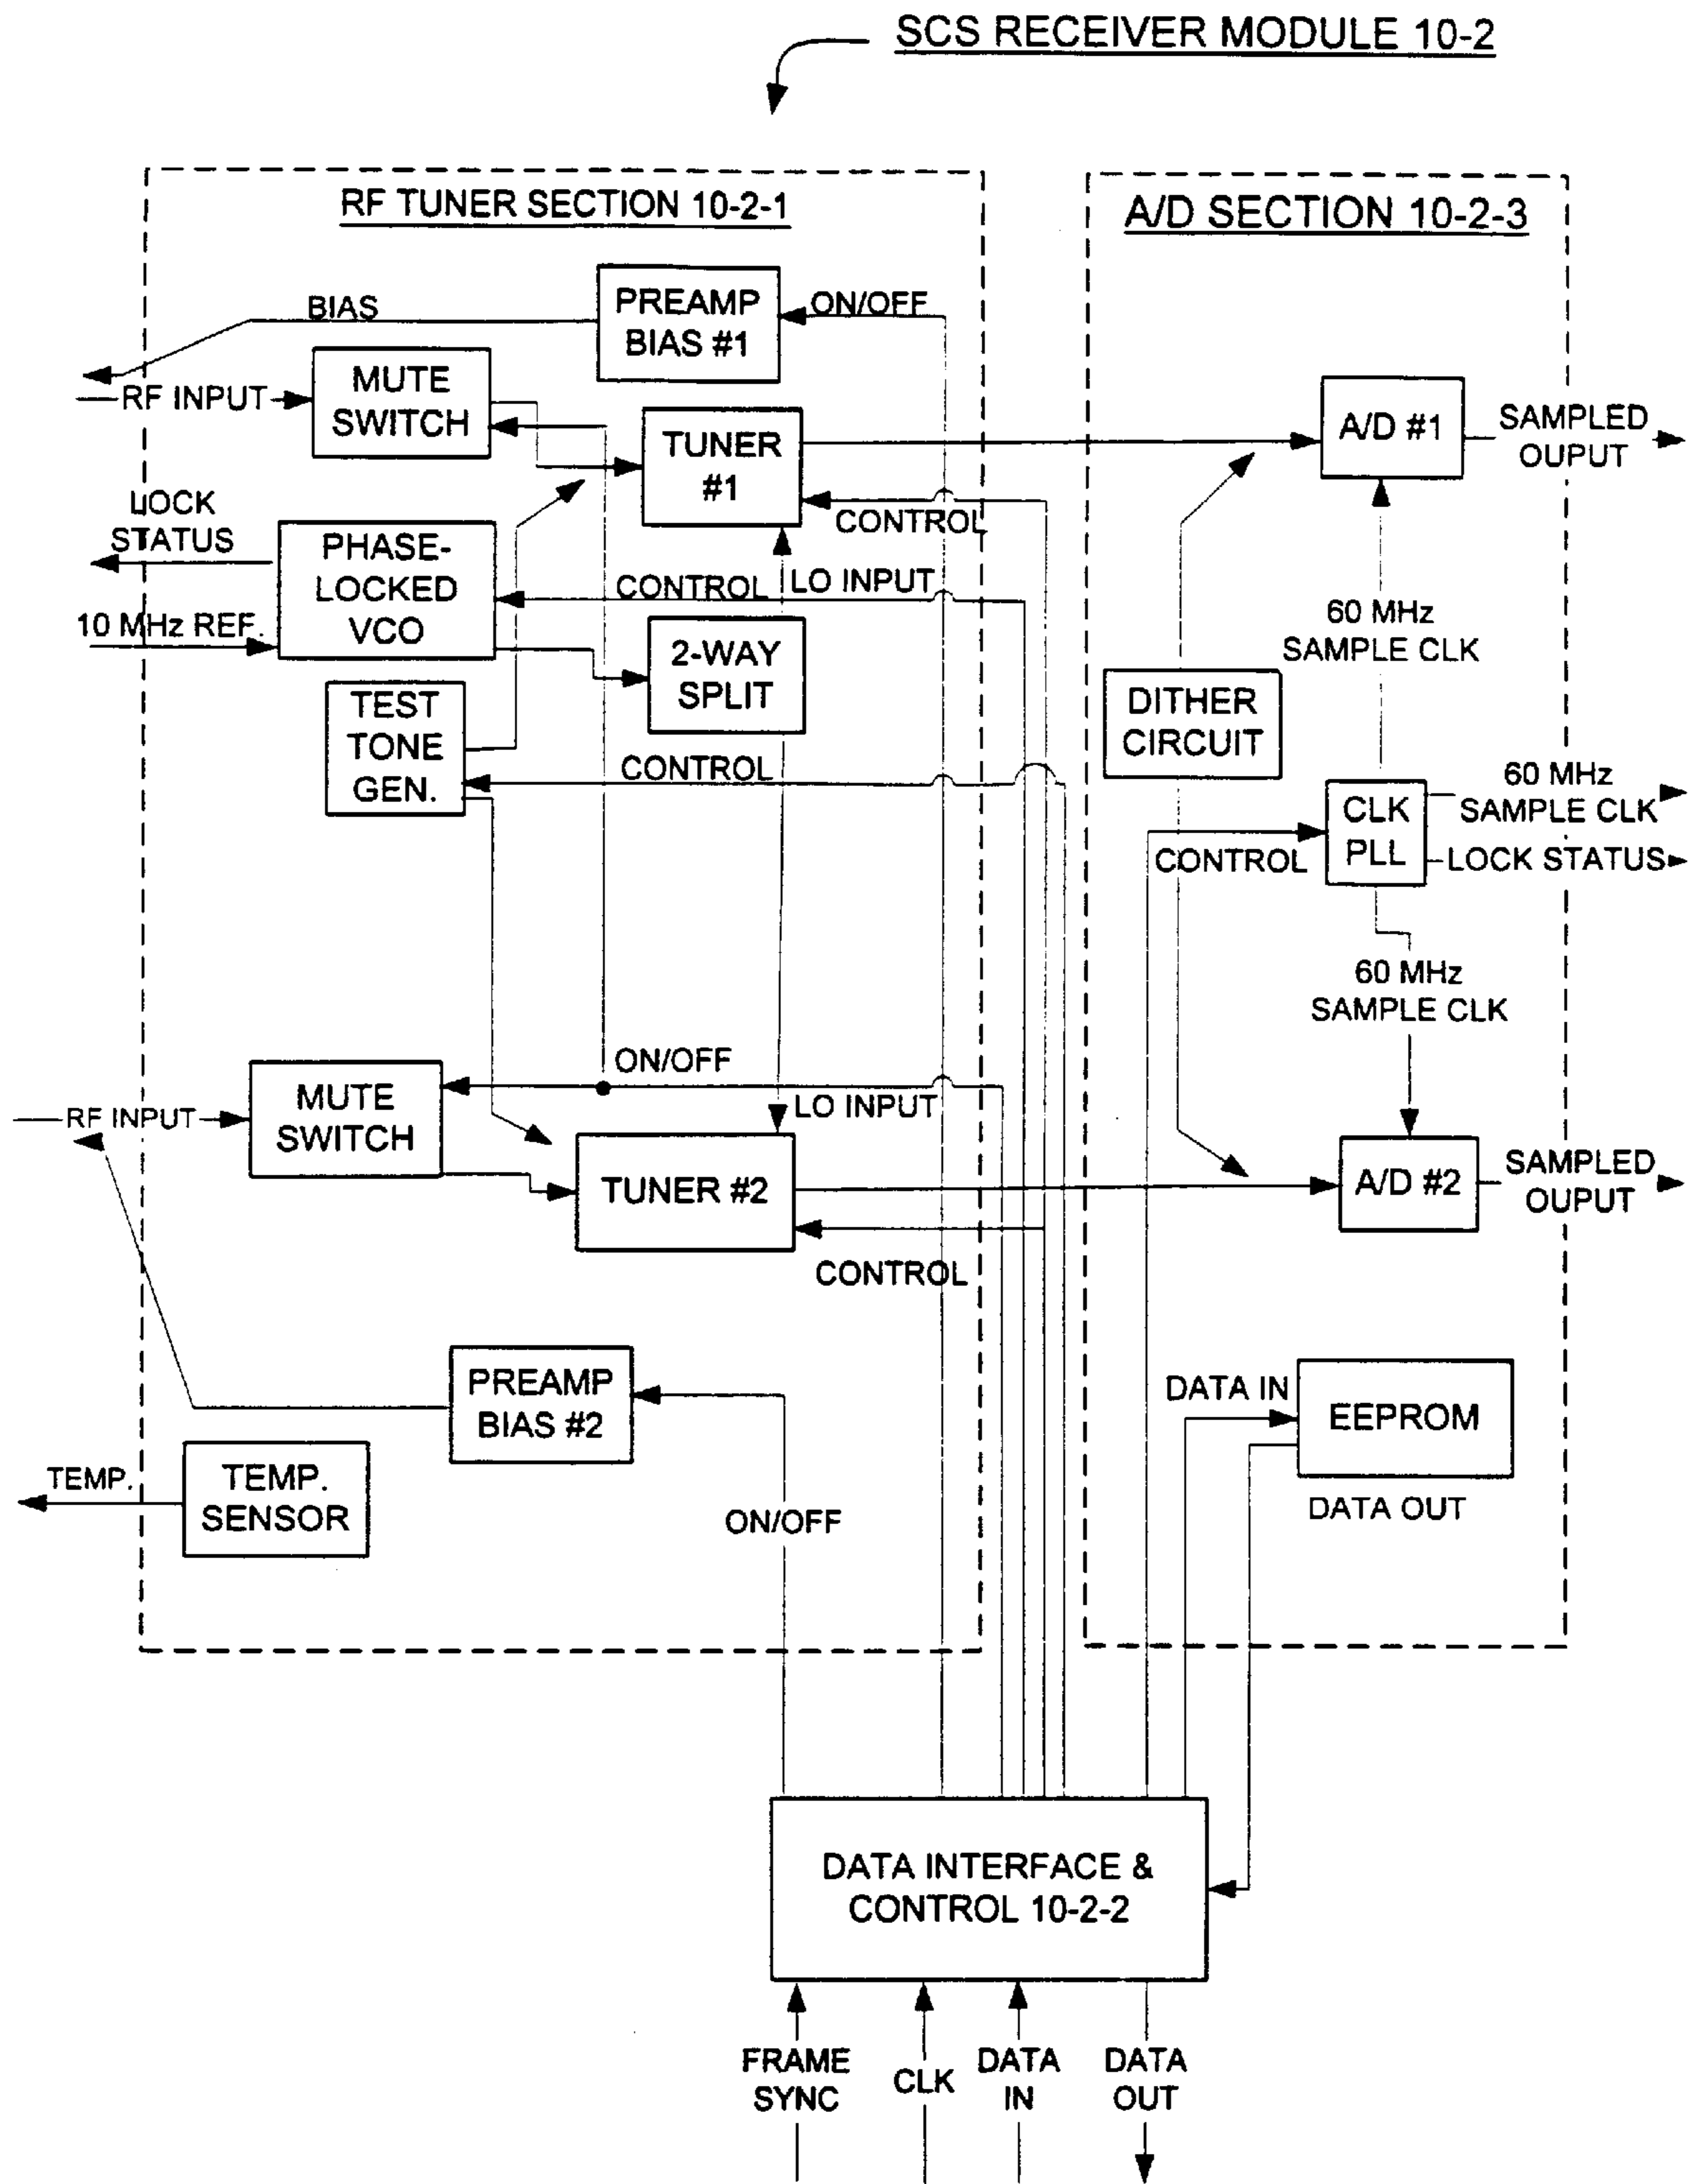 SCS RECEIVER MODULE 10-2
RF TUNER SECTION 10-2-1
A/D SECTION 10-2-3
BIAS
PREAMP
BIAS #1
ON/OFF
RF INPUT
MUTE
SWITCH
TUNER
#1
A/D #1
SAMPLED
OUPUT
CONTROL
LOCK
STATUS
PHASE-
LOCKED
VCO
CONTROL
LO INPUT
10 MHz REF.
2-WAY
SPLIT
60 MHz
SAMPLE CLK
DITHER
CIRCUIT
TEST
TONE
GEN.
CONTROL
CLK
PLL
60 MHz
SAMPLE CLK
CONTROL
LOCK STATUS
60 MHz
SAMPLE CLK
ON/OFF
RF INPUT
MUTE
SWITCH
LO INPUT
TUNER #2
A/D #2
SAMPLED
OUPUT
CONTROL
PREAMP
BIAS #2
DATA IN
EEPROM
DATA OUT
TEMP.
TEMP.
SENSOR
ON/OFF
DATA INTERFACE &
CONTROL 10-2-2
FRAME
SYNC
CLK
DATA
IN
DATA
OUT